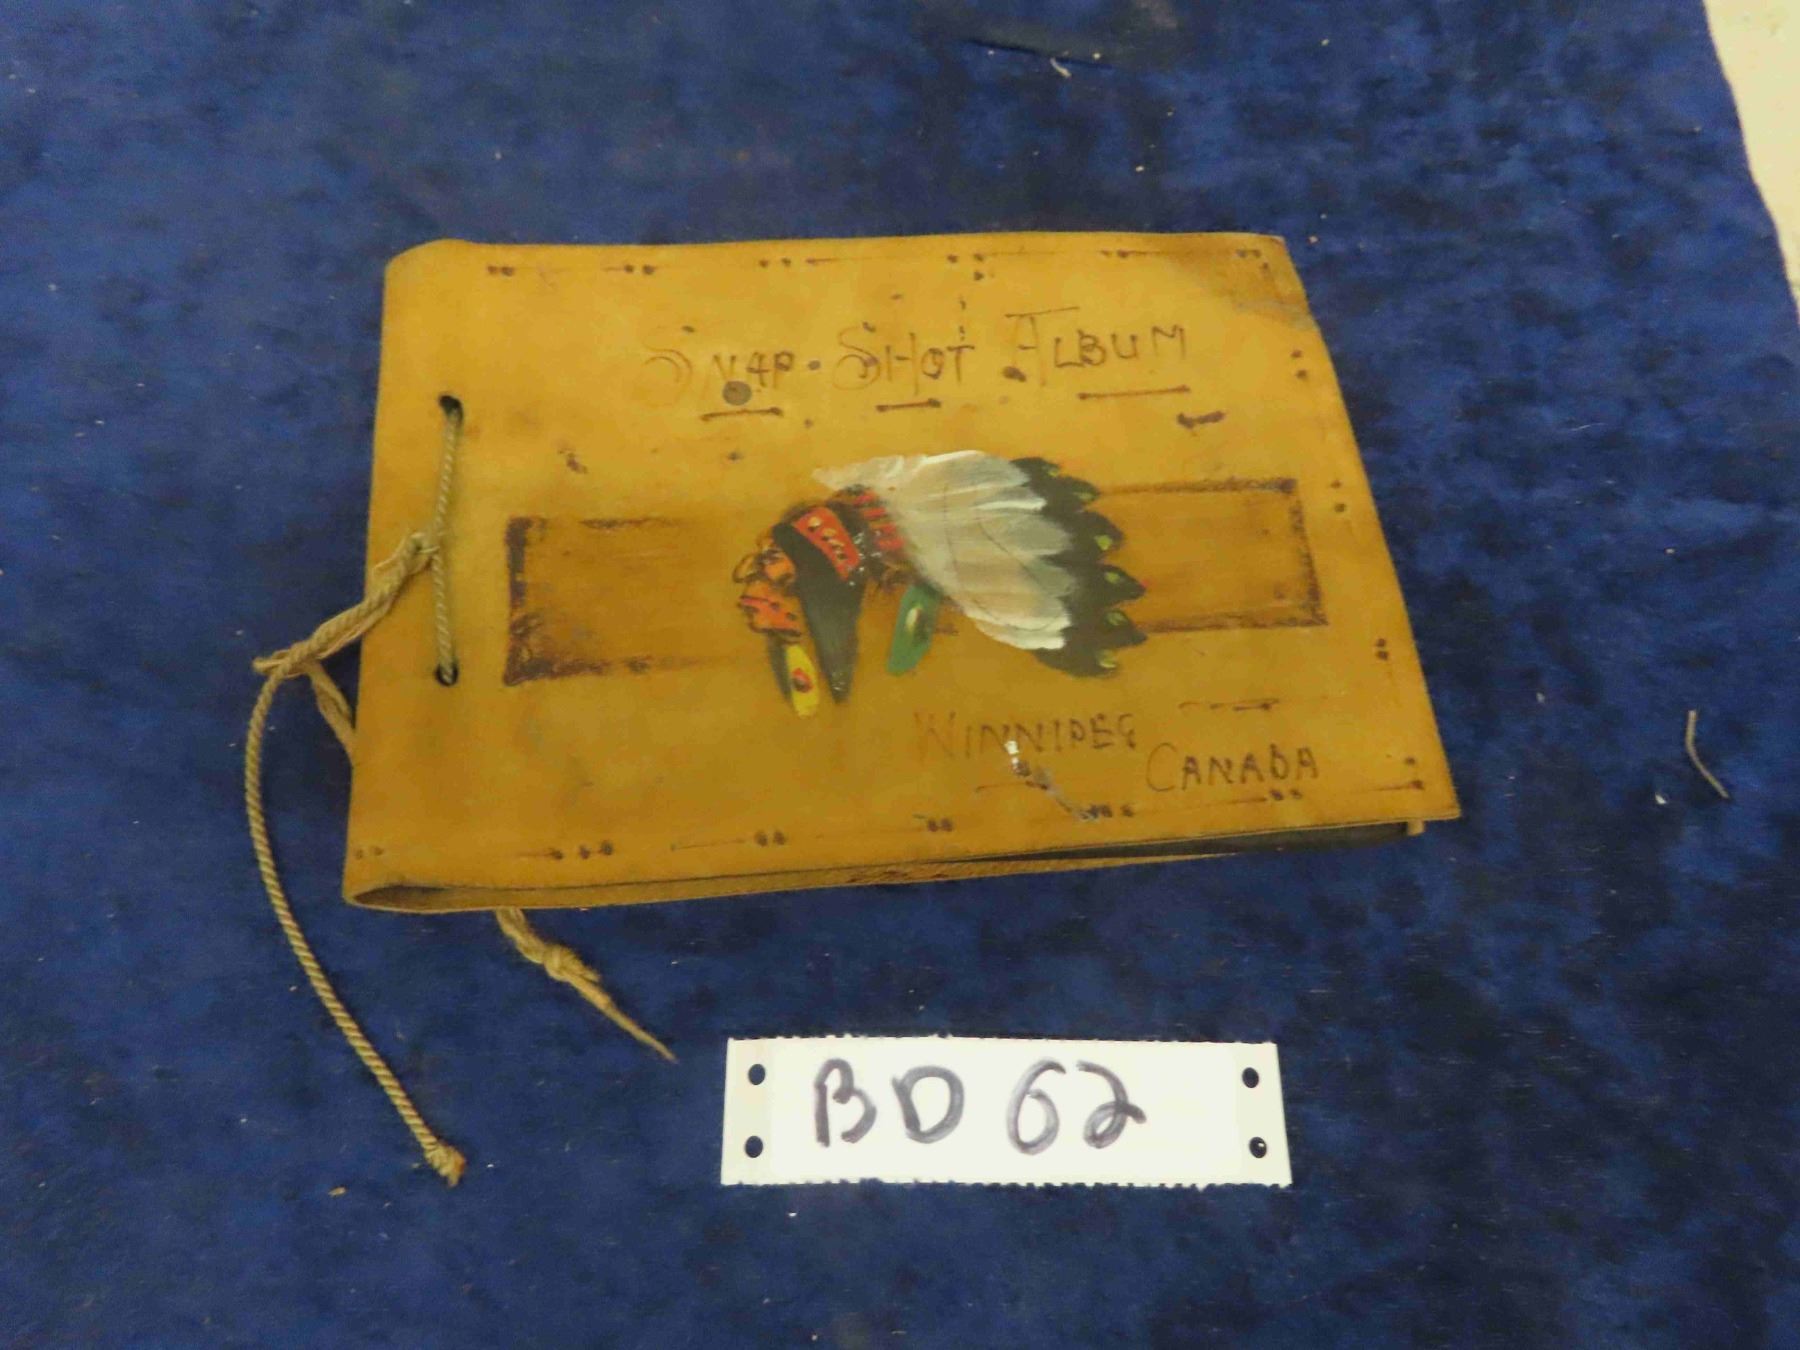 SNAP-SHOT ALBUM
WINNIPEG
CANADA
BD 62